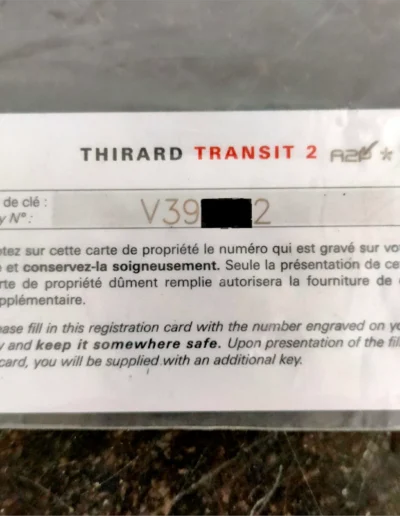 THIRARD TRANSIT 2 A2P *
de clé :
y N° : V39 2
etez sur cette carte de propriété le numéro qui est gravé sur vo
et conservez-la soigneusement. Seule la présentation de ce
rte de propriété dûment remplie autorisera la fourniture de
pplémentaire.
ease fill in this registration card with the number engraved on yo
y and keep it somewhere safe. Upon presentation of the fil
card, you will be supplied with an additional key.